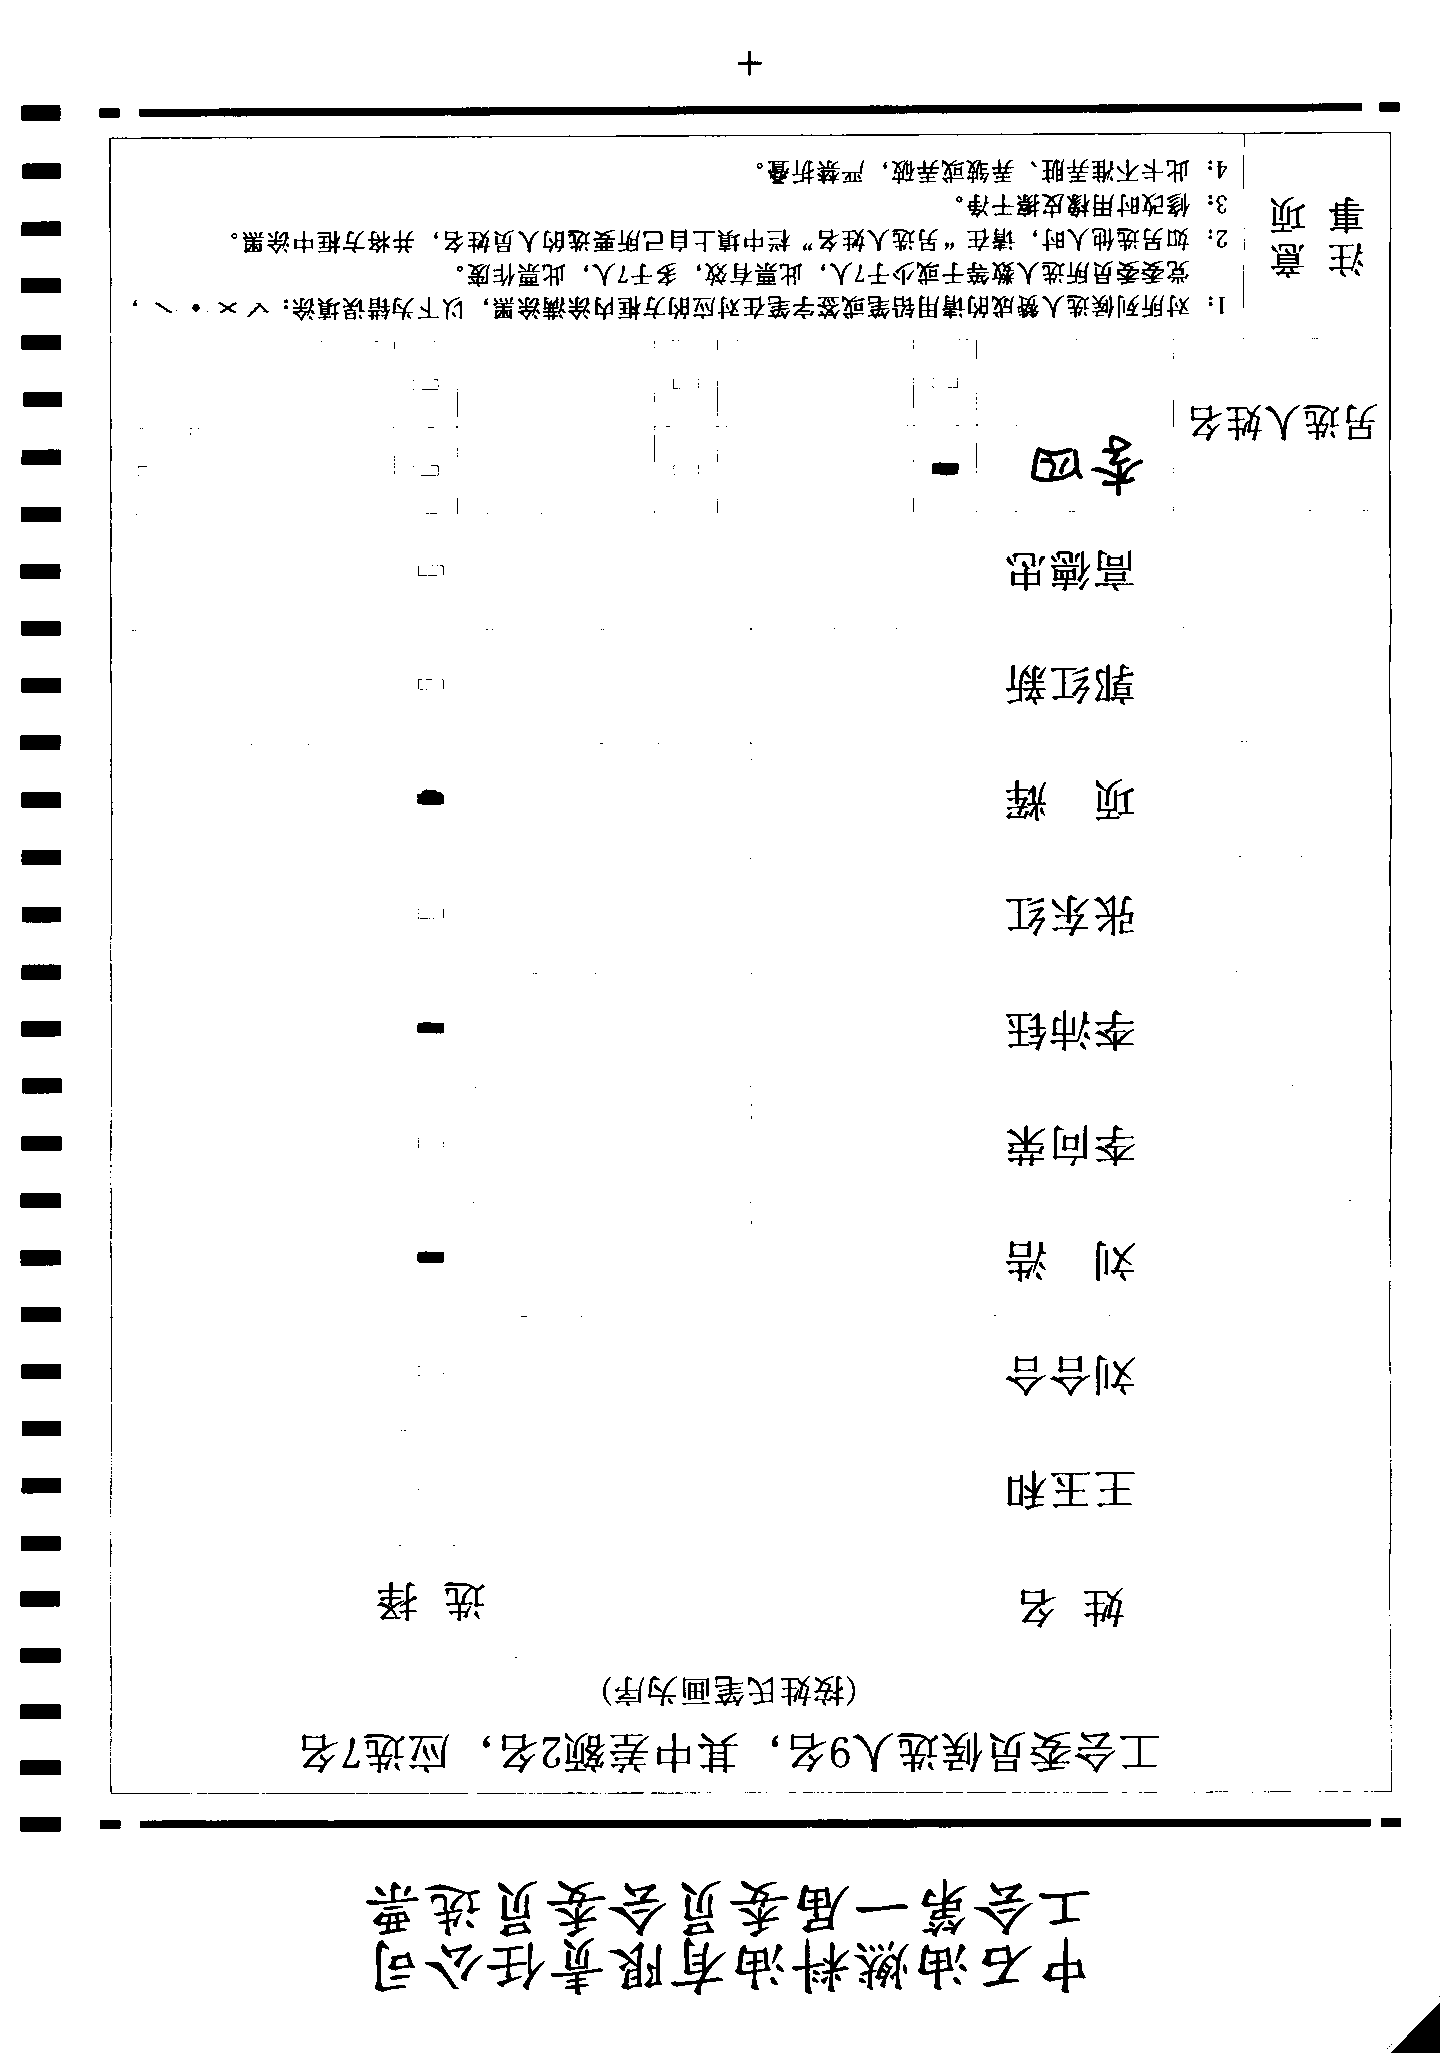 中石油燃料油有限责任公司
工会第一届委员会委员选票
工会委员候选人9名，其中差额2名，应选7名
(按姓氏笔画为序)
姓 名 选 择
王玉和
刘合合
刘 浩
李向荣
李沛钰
张东红
项 辉
郭红新
高德忠
另选人姓名 李四
注意事项
1: 对所列候选人赞成的请用铅笔或签字笔在对应的方框内涂满涂黑，以下为错误填涂：√ × • \ ，
党委委员所选人数等于或少于7人，此票有效，多于7人，此票作废。
2: 如另选他人时，请在“另选人姓名”栏中填上自己所要选的人员姓名，并将方框中涂黑。
3: 修改时用橡皮擦干净。
4: 此卡不准弄脏、弄皱或弄破，严禁折叠。